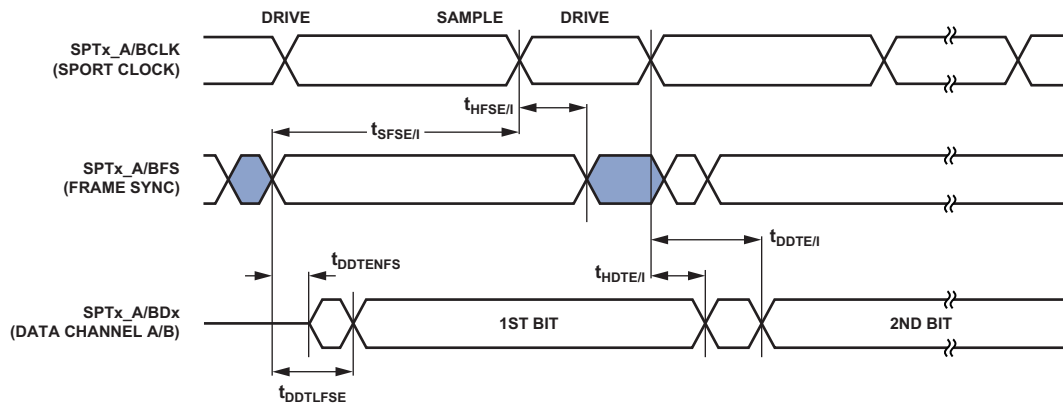 DRIVE SAMPLE DRIVE
SPTx_A/BCLK
(SPORT CLOCK)
tHFSE/I
tSFSE/I
SPTx_A/BFS
(FRAME SYNC)
tDDTE/I
tDDTENFS
tHDTE/I
SPTx_A/BDx
(DATA CHANNEL A/B)
1ST BIT 2ND BIT
tDDTLFSE